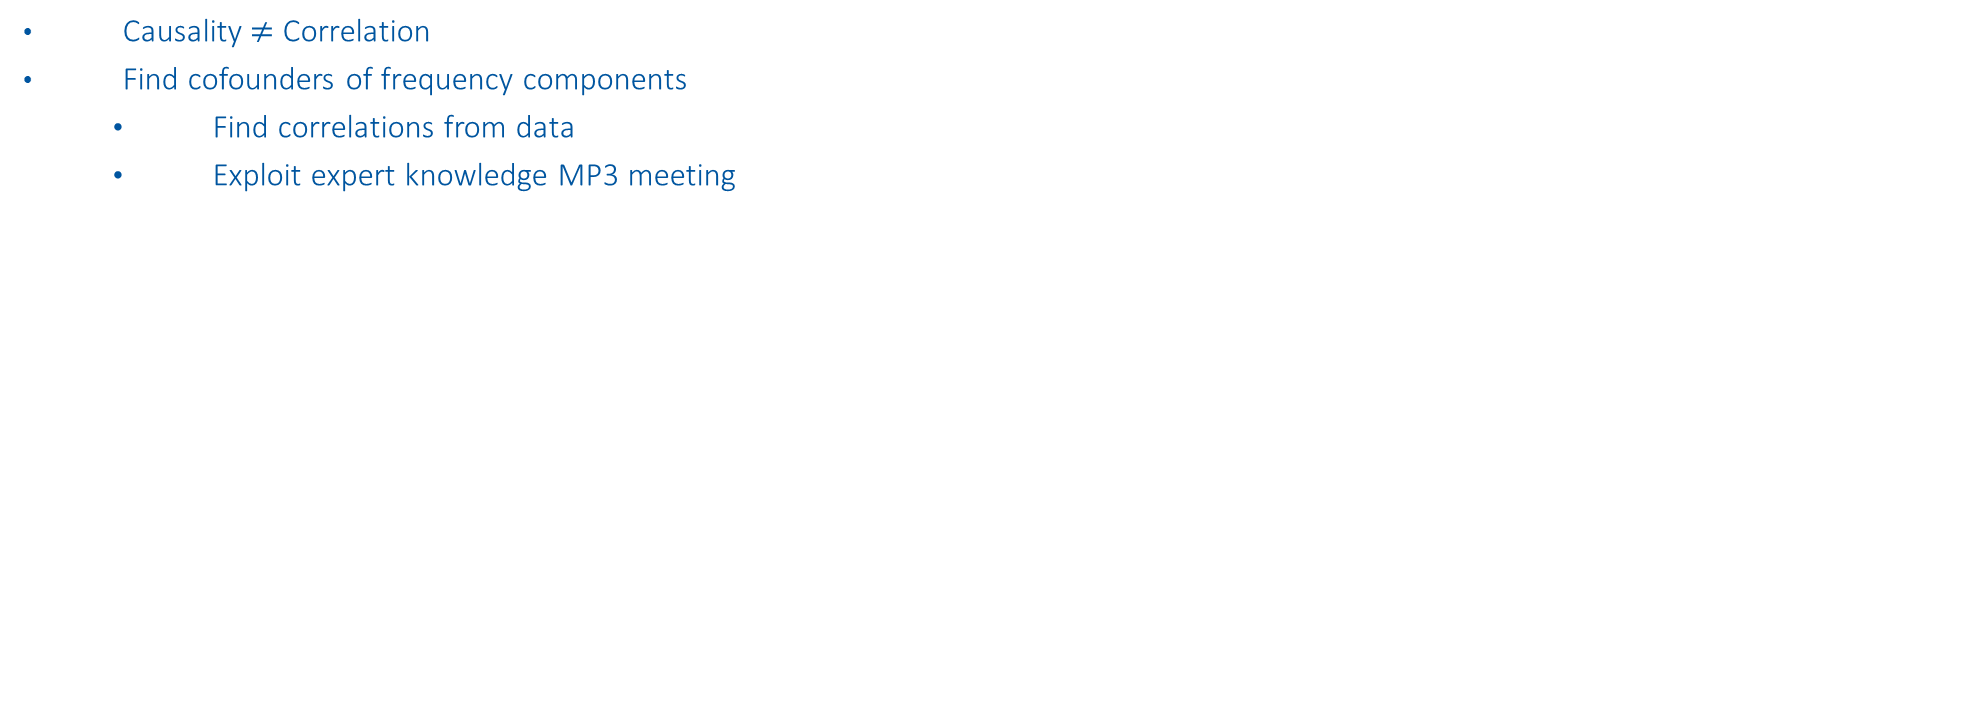 • Causality ≠ Correlation
• Find cofounders of frequency components
• Find correlations from data
• Exploit expert knowledge MP3 meeting